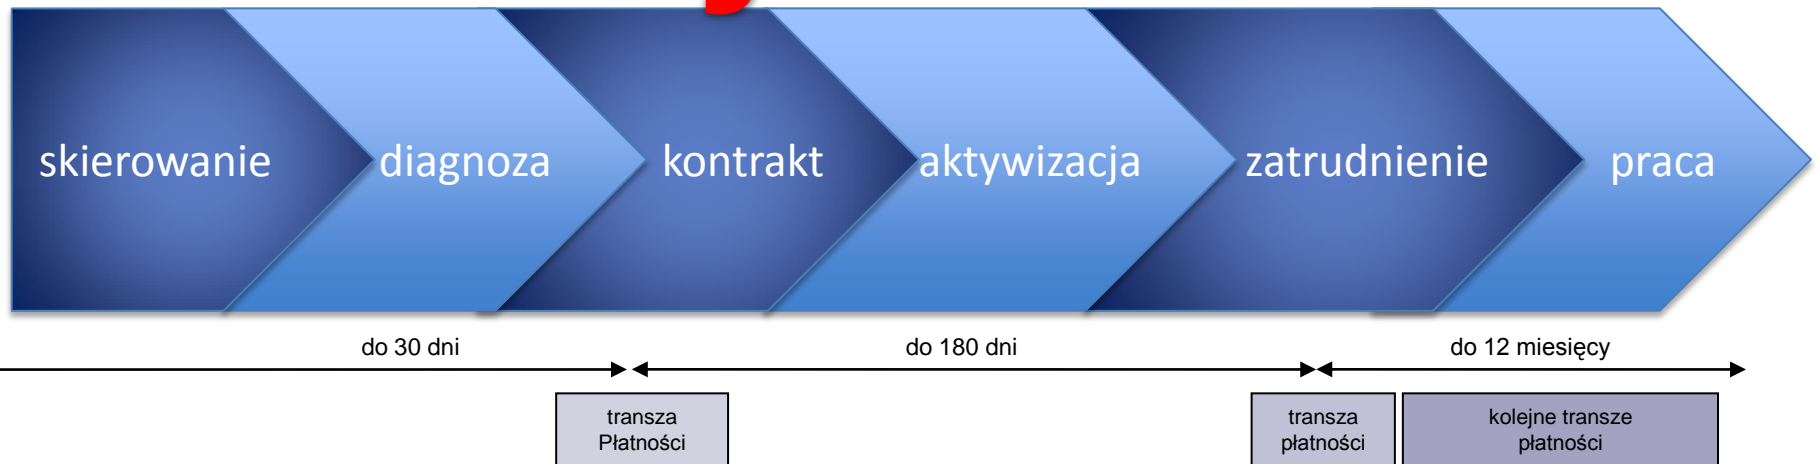 skierowanie
diagnoza
kontrakt
aktywizacja
zatrudnienie
praca
do 30 dni
do 180 dni
do 12 miesięcy
transza
Płatności
transza
płatności
kolejne transze
płatności